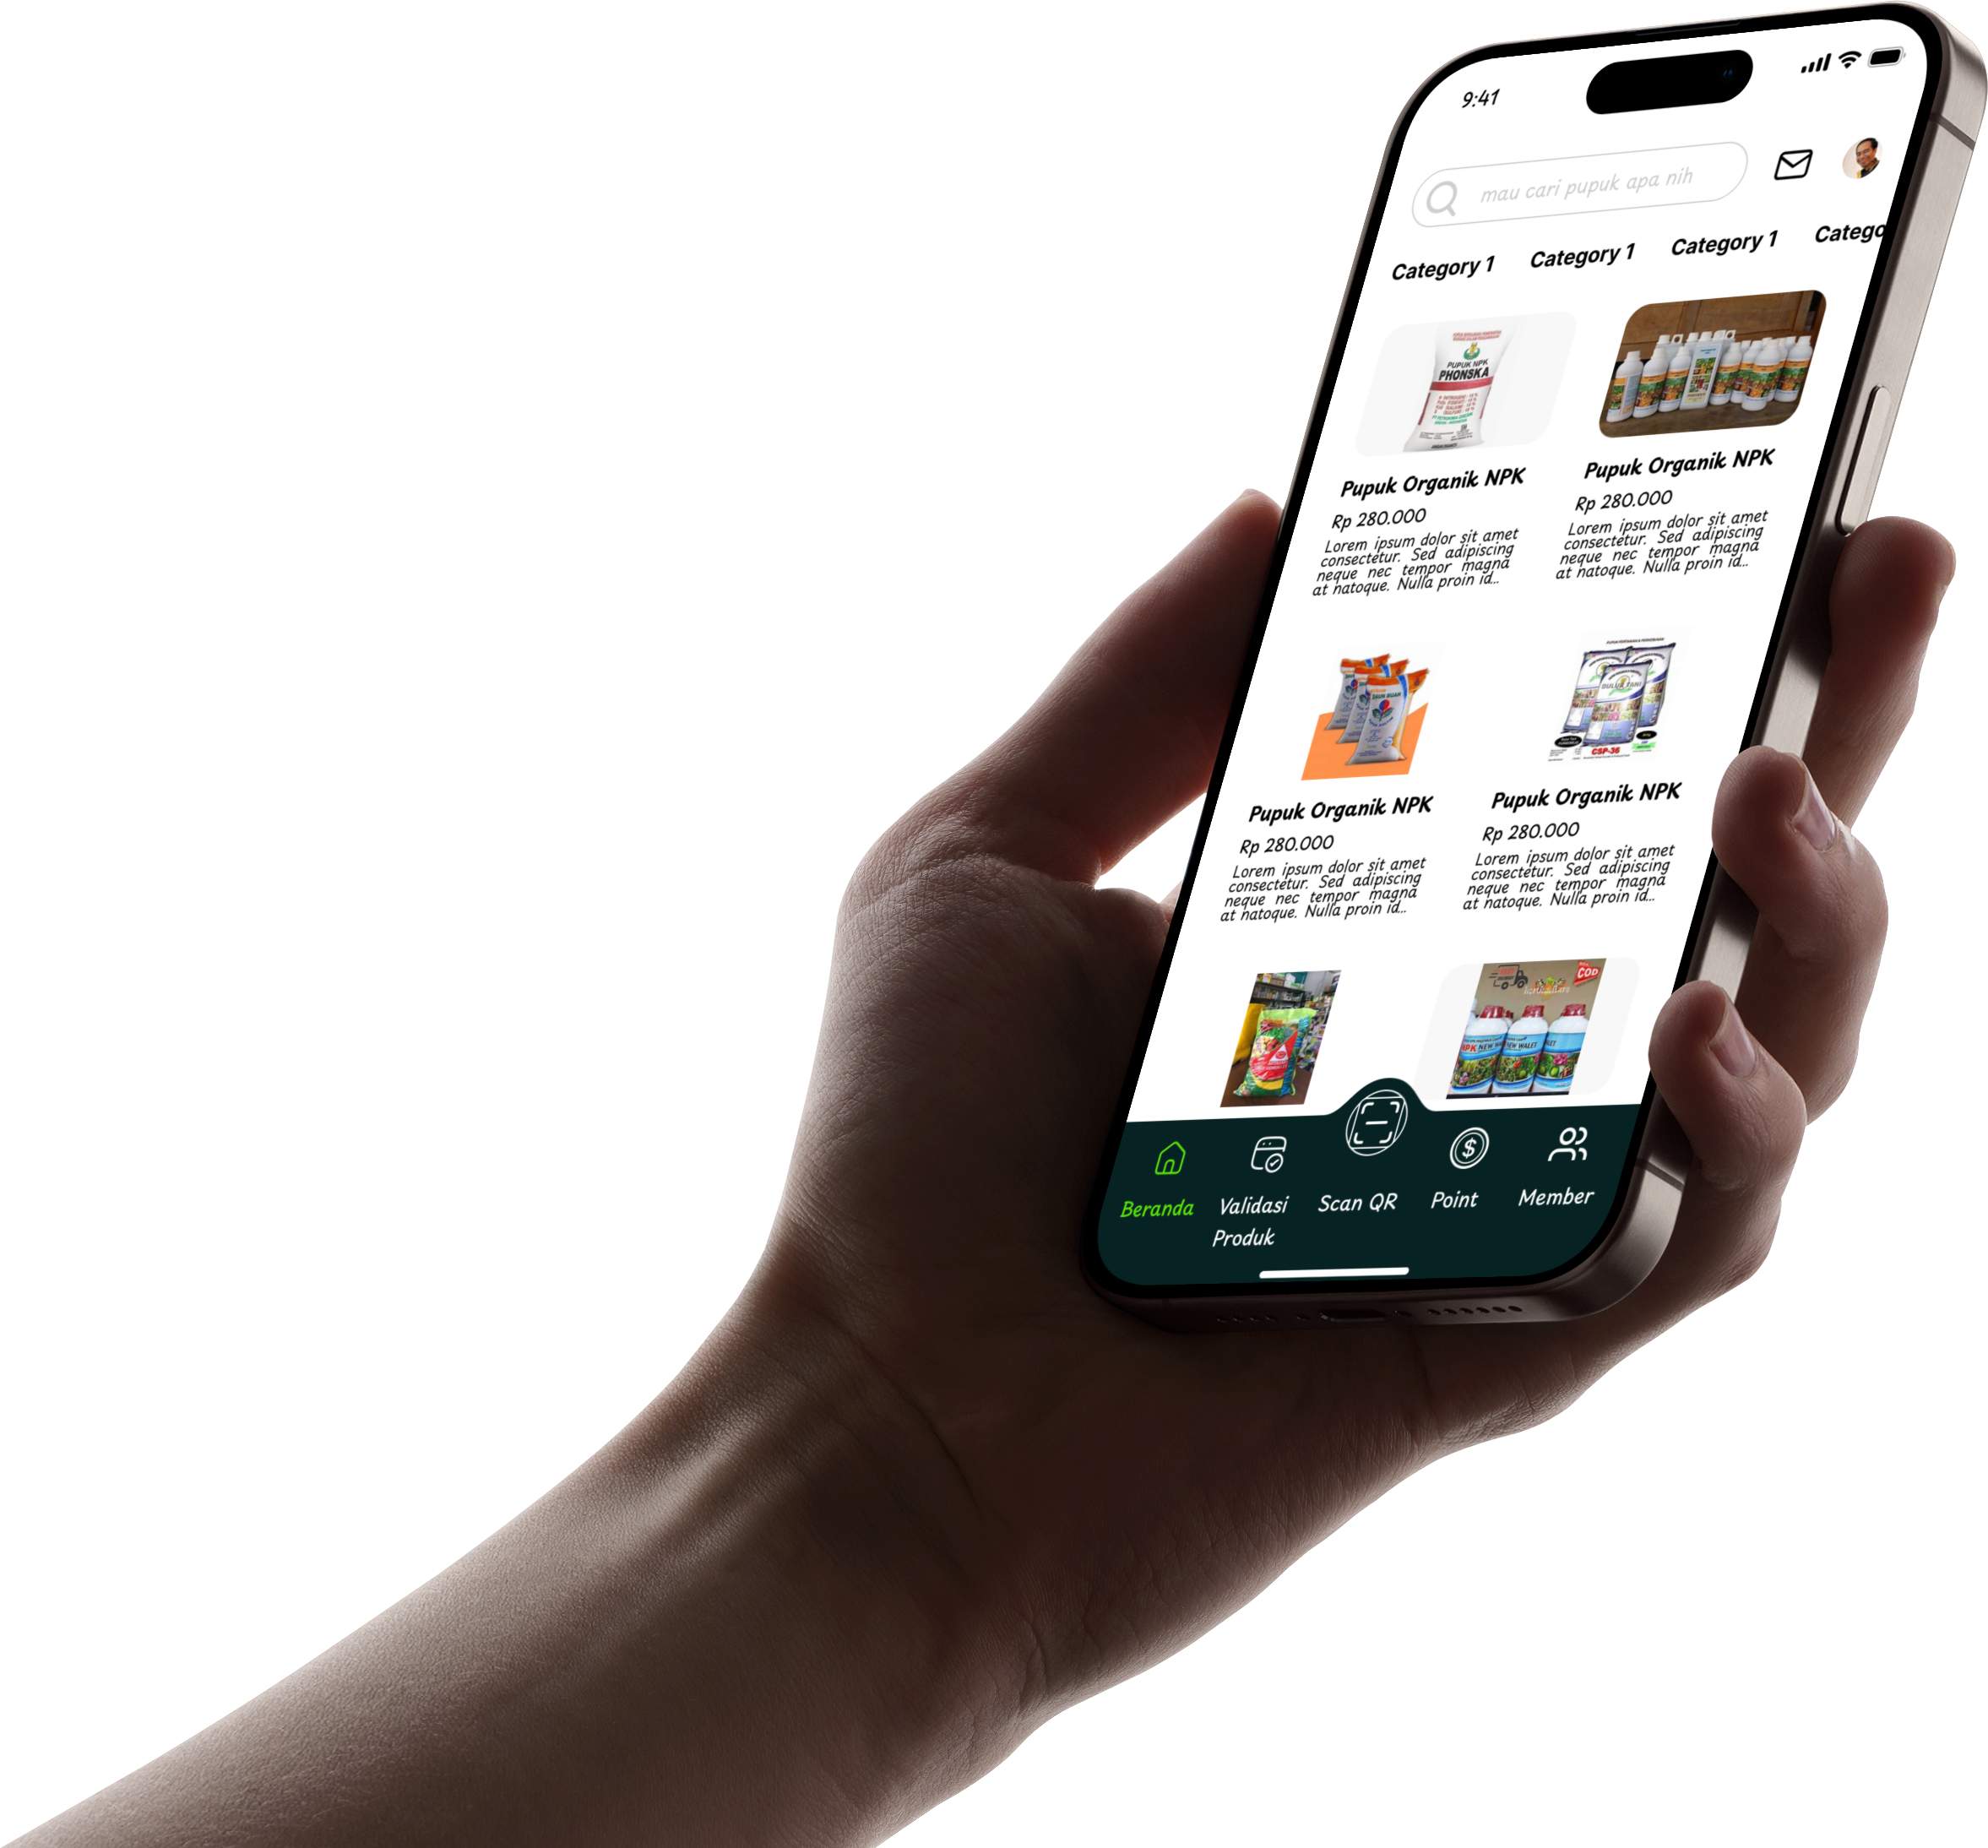 9:41
mau cari pupuk apa nih
Category 1 Category 1 Category 1 Catego
PUPUK NPK
PHONSKA
Pupuk Organik NPK
Rp 280.000
Lorem ipsum dolor sit amet
consectetur. Sed adipiscing
neque nec tempor magna
at natoque. Nulla proin id...
Pupuk Organik NPK
Rp 280.000
Lorem ipsum dolor sit amet
consectetur. Sed adipiscing
neque nec tempor magna
at natoque. Nulla proin id...
CSP-36
Pupuk Organik NPK
Rp 280.000
Lorem ipsum dolor sit amet
consectetur. Sed adipiscing
neque nec tempor magna
at natoque. Nulla proin id...
Pupuk Organik NPK
Rp 280.000
Lorem ipsum dolor sit amet
consectetur. Sed adipiscing
neque nec tempor magna
at natoque. Nulla proin id...
COD
NPK NEW
NEW WALET
Beranda
Validasi
Produk
Scan QR
Point
Member